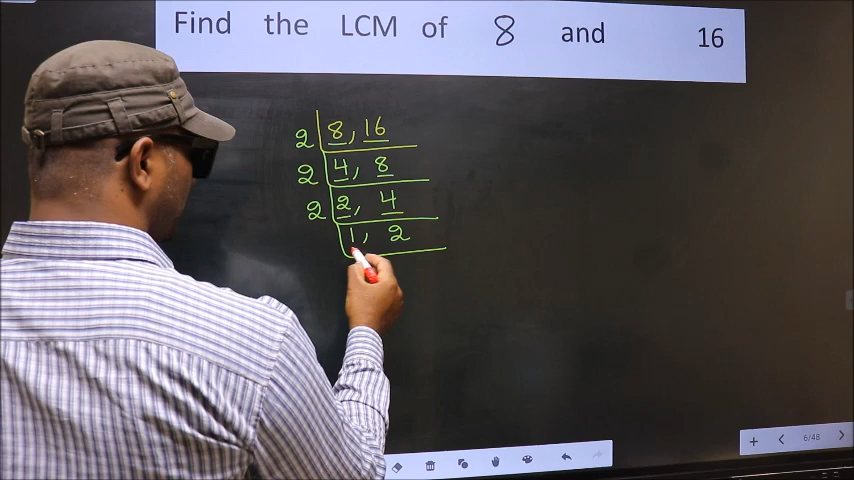 Find the LCM of 8 and 16
2 8, 16
2 4, 8
2 2, 4
1, 2
6/48